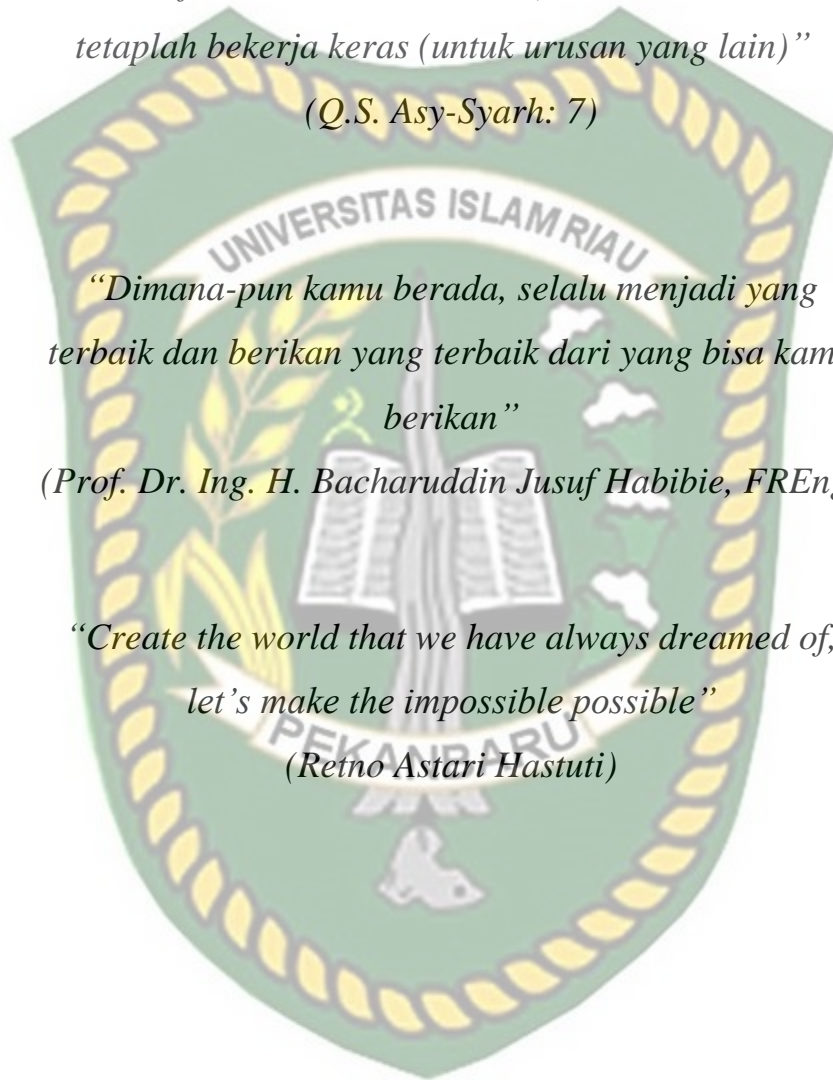 tetaplah bekerja keras (untuk urusan yang lain)”
(Q.S. Asy-Syarh: 7)
UNIVERSITAS ISLAM RIAU
“Dimana-pun kamu berada, selalu menjadi yang
terbaik dan berikan yang terbaik dari yang bisa kam
berikan”
(Prof. Dr. Ing. H. Bacharuddin Jusuf Habibie, FREng
“Create the world that we have always dreamed of,
let’s make the impossible possible”
PEKANBARU
(Retno Astari Hastuti)